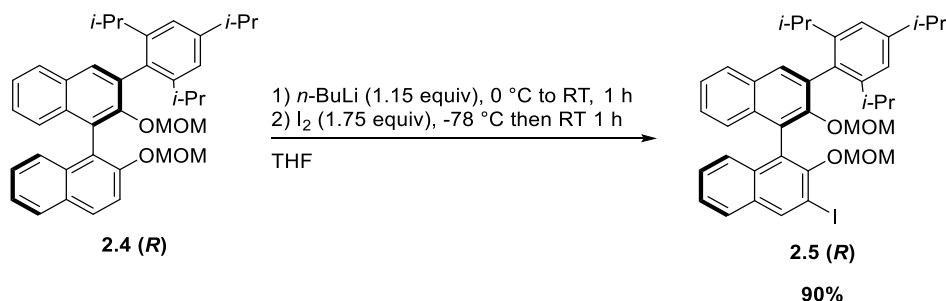 i-Pr
i-Pr
i-Pr
OMOM
OMOM
2.4 (R)
1) n-BuLi (1.15 equiv), 0 °C to RT, 1 h
2) I2 (1.75 equiv), -78 °C then RT 1 h
THF
i-Pr
i-Pr
i-Pr
OMOM
OMOM
I
2.5 (R)
90%